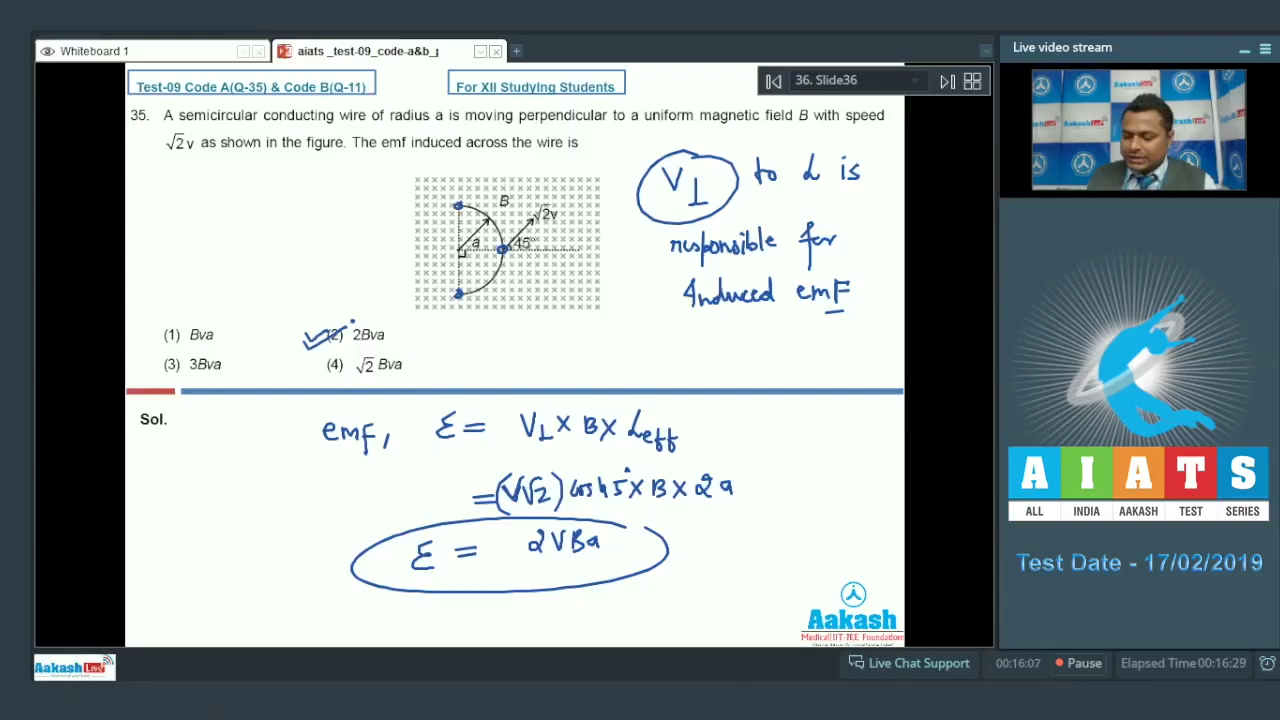 Whiteboard 1
aiats _test-09_code-a&b_
Live video stream
36. Slide36
Test-09 Code A(Q-35) & Code B(Q-11)
For XII Studying Students
35. A semicircular conducting wire of radius a is moving perpendicular to a uniform magnetic field B with speed
√2v as shown in the figure. The emf induced across the wire is
B
√2v
a
45°
V⊥ to L is
responsible for
Induced emF
(1) Bva
(2) 2Bva
(3) 3Bva
(4) √2 Bva
Sol.
emf, ε = V⊥ × B × Leff
= (V√2) cos45° × B × 2a
ε = 2VBa
Aakash
Medical|IIT-JEE|Foundations
AakashLive
A I A T S
ALL INDIA AAKASH TEST SERIES
Test Date - 17/02/2019
Live Chat Support
00:16:07
Pause
Elapsed Time 00:16:29